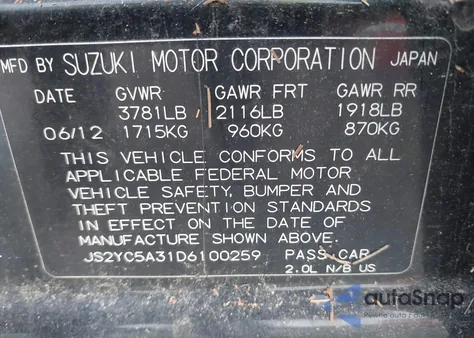 MFD BY SUZUKI MOTOR CORPORATION JAPAN
DATE GVWR GAWR FRT GAWR RR
3781LB 2116LB 1918LB
06/12 1715KG 960KG 870KG
THIS VEHICLE CONFORMS TO ALL
APPLICABLE FEDERAL MOTOR
VEHICLE SAFETY, BUMPER AND
THEFT PREVENTION STANDARDS
IN EFFECT ON THE DATE OF
MANUFACTURE SHOWN ABOVE.
JS2YC5A31D6100259 PASS.CAR
2.0L N/B US
autoSnap